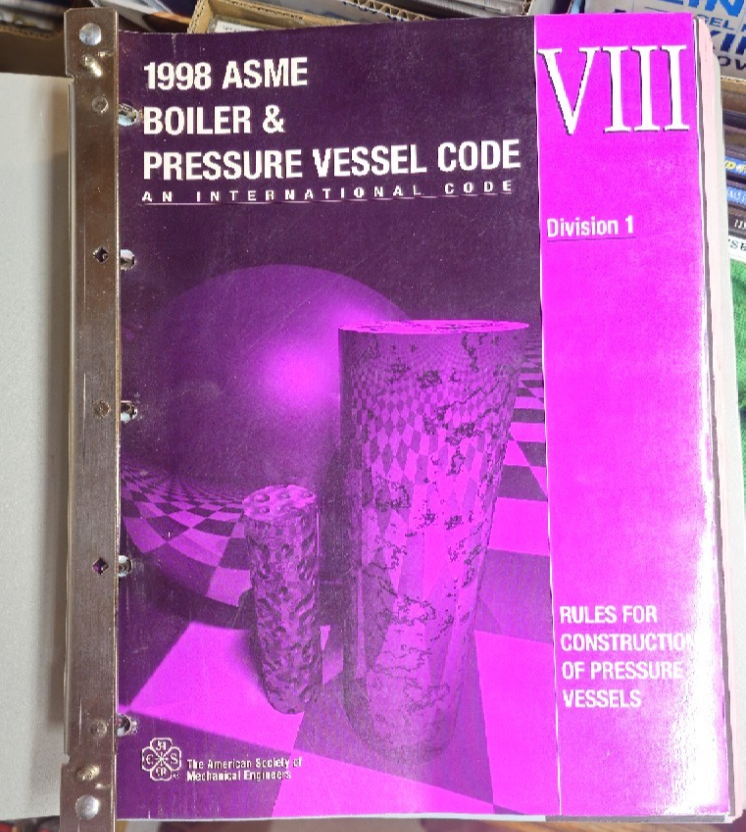 1998 ASME
BOILER &
PRESSURE VESSEL CODE
AN INTERNATIONAL CODE
VIII
Division 1
RULES FOR
CONSTRUCTION
OF PRESSURE
VESSELS
The American Society of
Mechanical Engineers